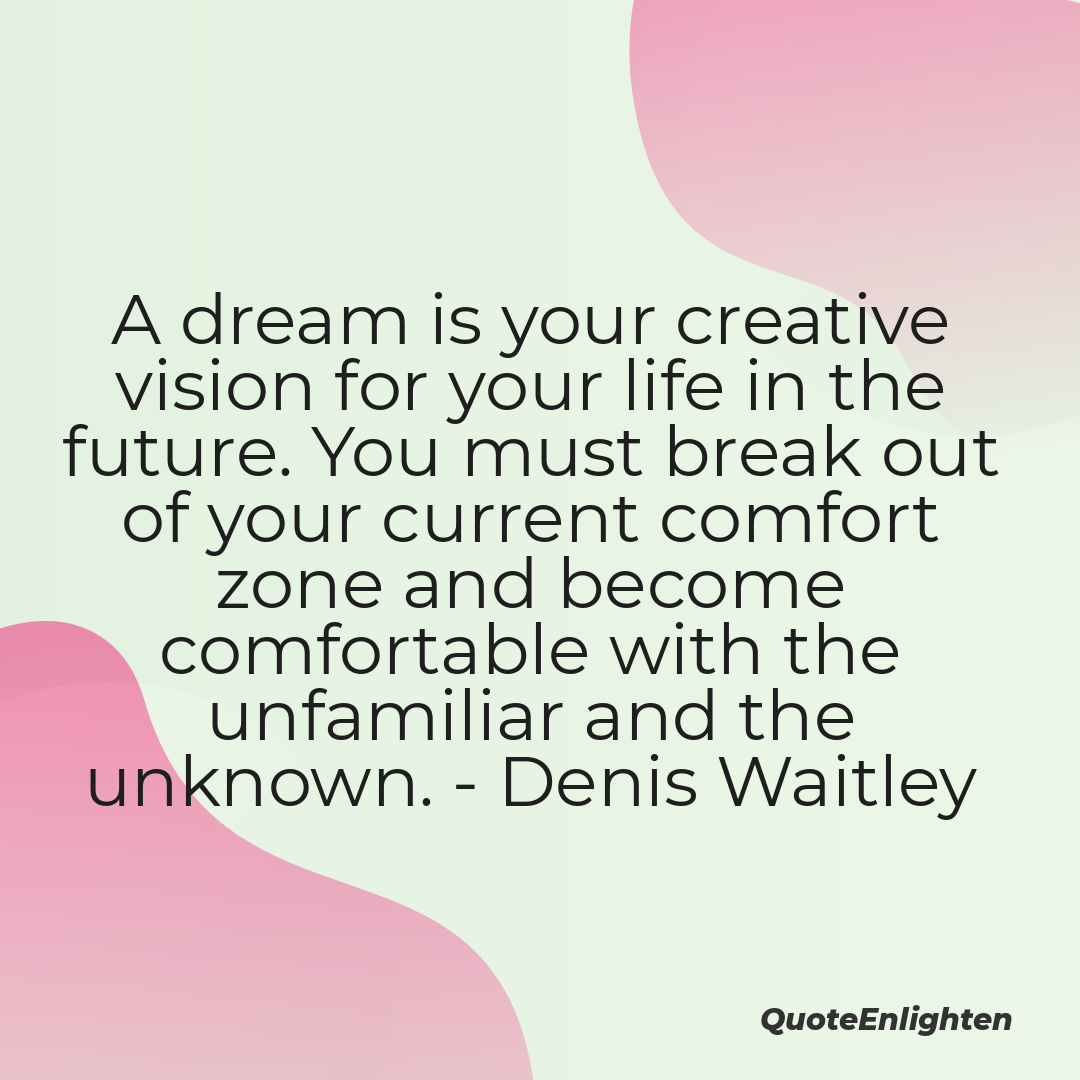 A dream is your creative
vision for your life in the
future. You must break out
of your current comfort
zone and become
comfortable with the
unfamiliar and the
unknown. - Denis Waitley
QuoteEnlighten